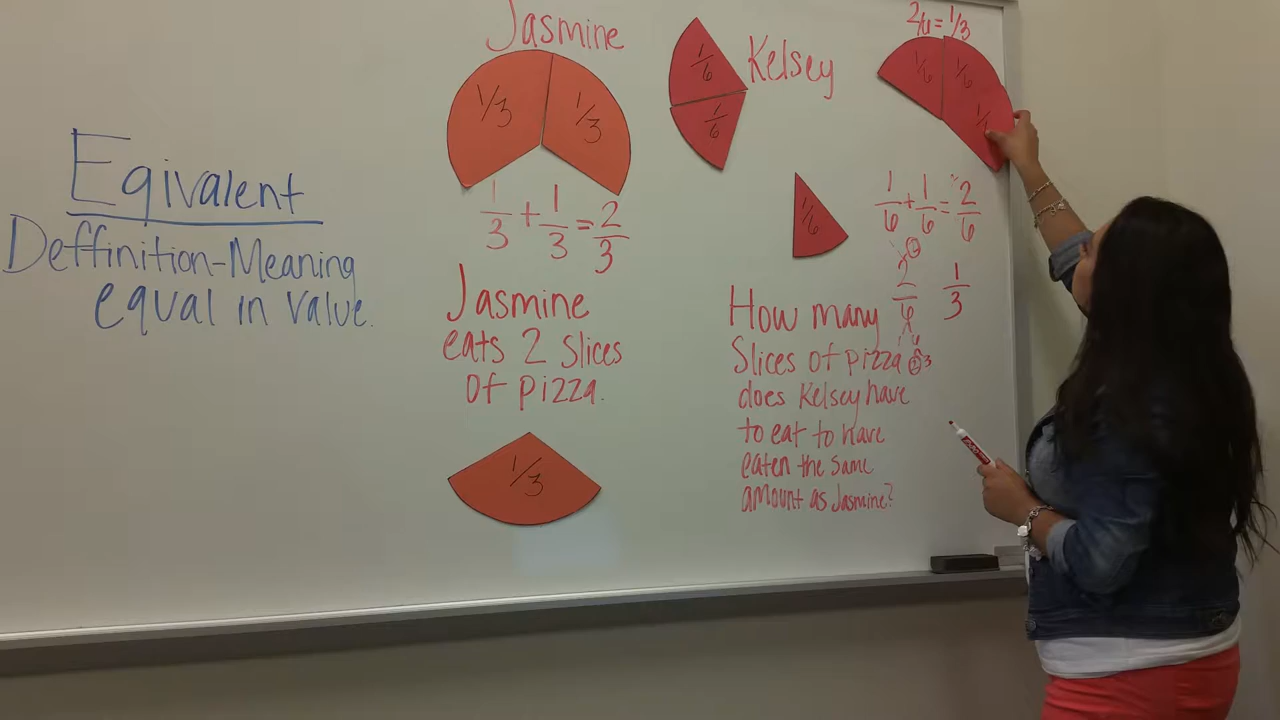 Eqivalent
Deffinition-Meaning
equal in value.
Jasmine
1/3
1/3
1/3 + 1/3 = 2/3
Jasmine
eats 2 Slices
of pizza.
1/3
Kelsey
1/6
1/6
1/6
How many
Slices of pizza
does Kelsey have
to eat to have
eaten the same
amount as Jasmine?
2/6 = 1/3
1/6
1/6
1/6 + 1/6 = 2/6
2/6 1/3